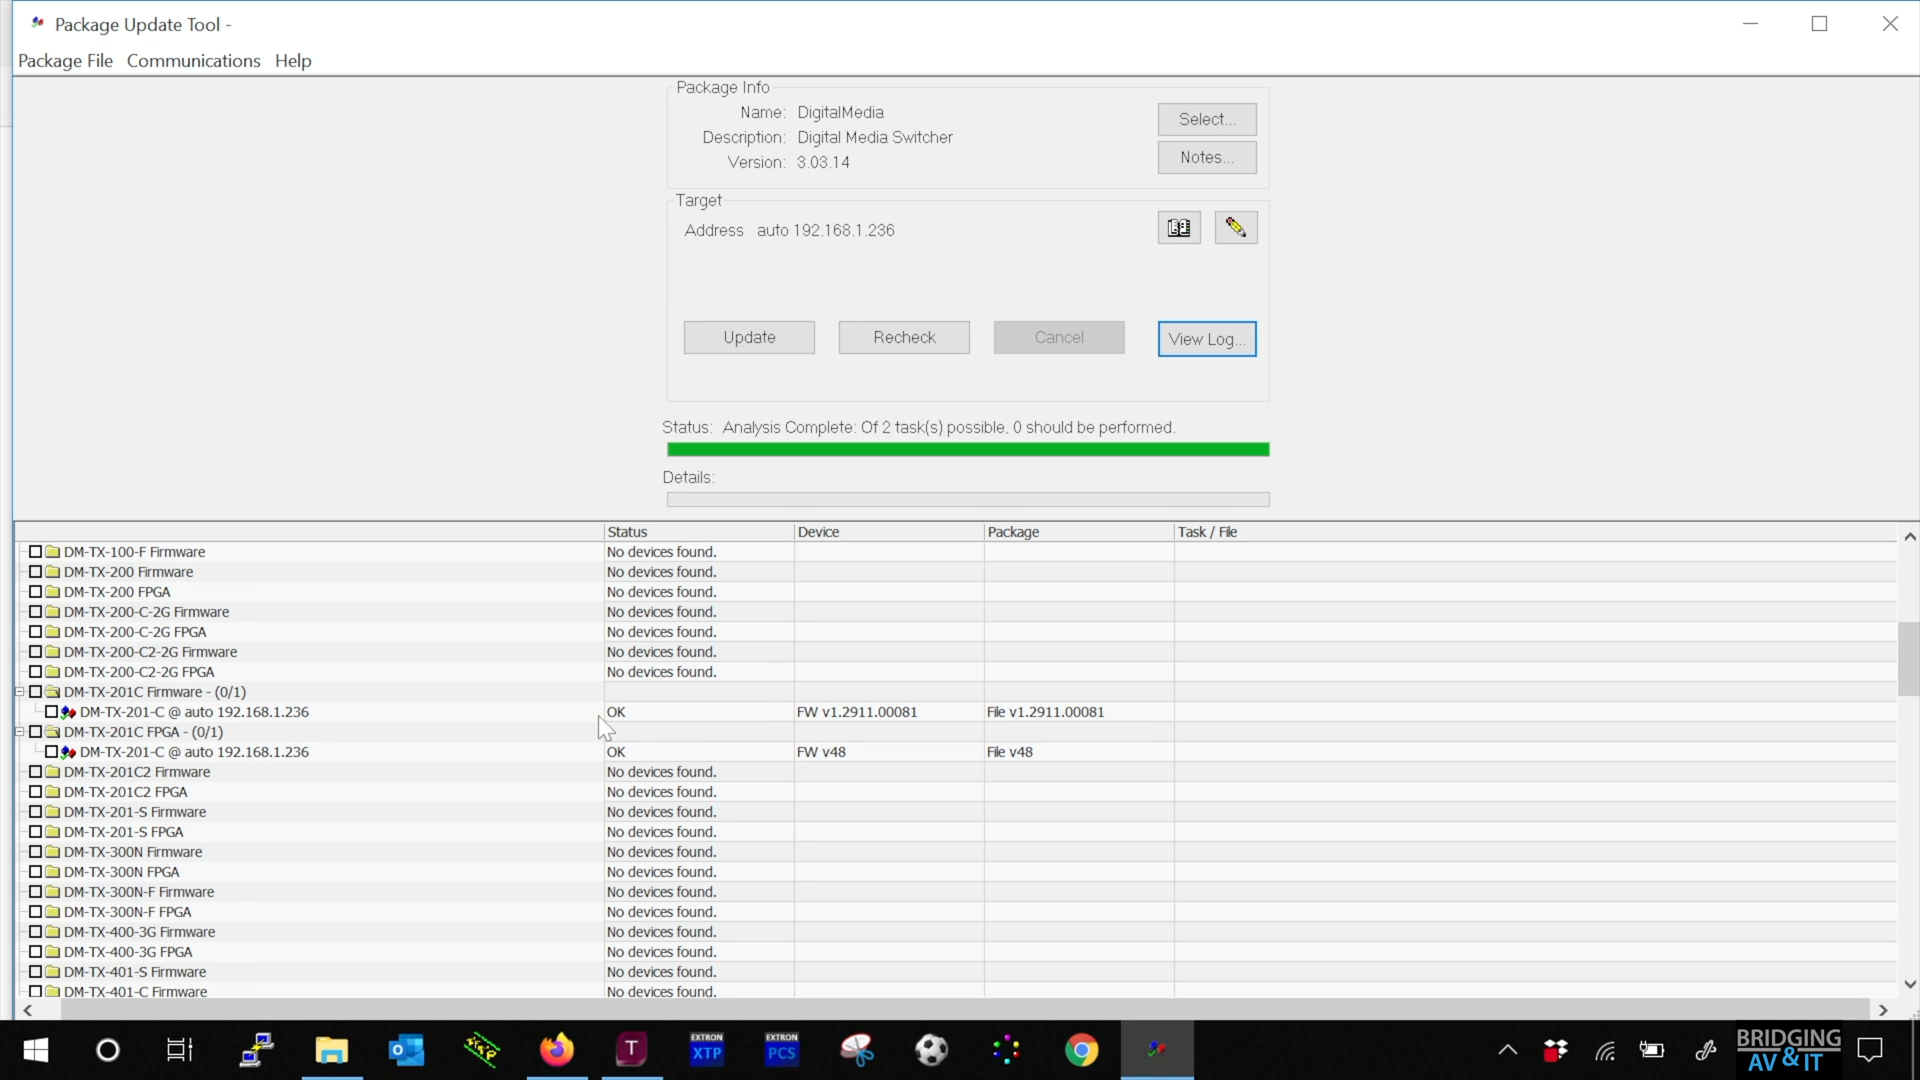 Package Update Tool -
Package File Communications Help
Package Info
Name: DigitalMedia
Description: Digital Media Switcher
Version: 3.03.14
Select...
Notes...
Target
Address auto 192.168.1.236
Update Recheck Cancel View Log...
Status: Analysis Complete: Of 2 task(s) possible, 0 should be performed.
Details:
Status Device Package Task / File
DM-TX-100-F Firmware No devices found.
DM-TX-200 Firmware No devices found.
DM-TX-200 FPGA No devices found.
DM-TX-200-C-2G Firmware No devices found.
DM-TX-200-C-2G FPGA No devices found.
DM-TX-200-C2-2G Firmware No devices found.
DM-TX-200-C2-2G FPGA No devices found.
DM-TX-201C Firmware - (0/1)
DM-TX-201-C @ auto 192.168.1.236 OK FW v1.2911.00081 File v1.2911.00081
DM-TX-201C FPGA - (0/1)
DM-TX-201-C @ auto 192.168.1.236 OK FW v48 File v48
DM-TX-201C2 Firmware No devices found.
DM-TX-201C2 FPGA No devices found.
DM-TX-201-S Firmware No devices found.
DM-TX-201-S FPGA No devices found.
DM-TX-300N Firmware No devices found.
DM-TX-300N FPGA No devices found.
DM-TX-300N-F Firmware No devices found.
DM-TX-300N-F FPGA No devices found.
DM-TX-400-3G Firmware No devices found.
DM-TX-400-3G FPGA No devices found.
DM-TX-401-S Firmware No devices found.
DM-TX-401-C Firmware No devices found.
EXTRON XTP
EXTRON PCS
T
BRIDGING
AV & IT